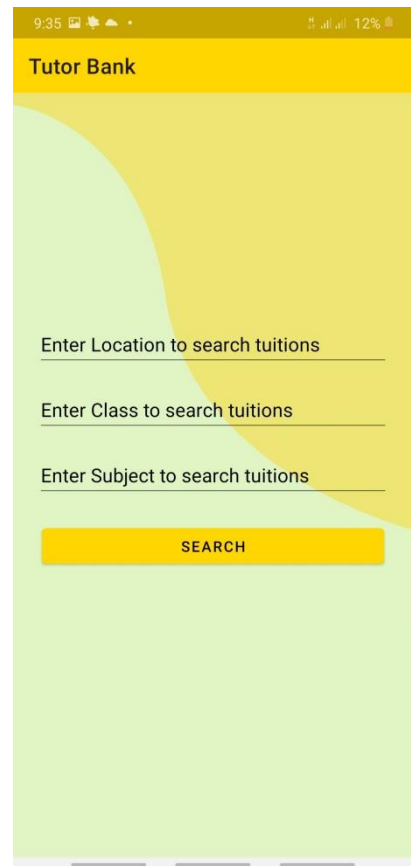 9:35
12%
Tutor Bank
Enter Location to search tuitions
Enter Class to search tuitions
Enter Subject to search tuitions
SEARCH